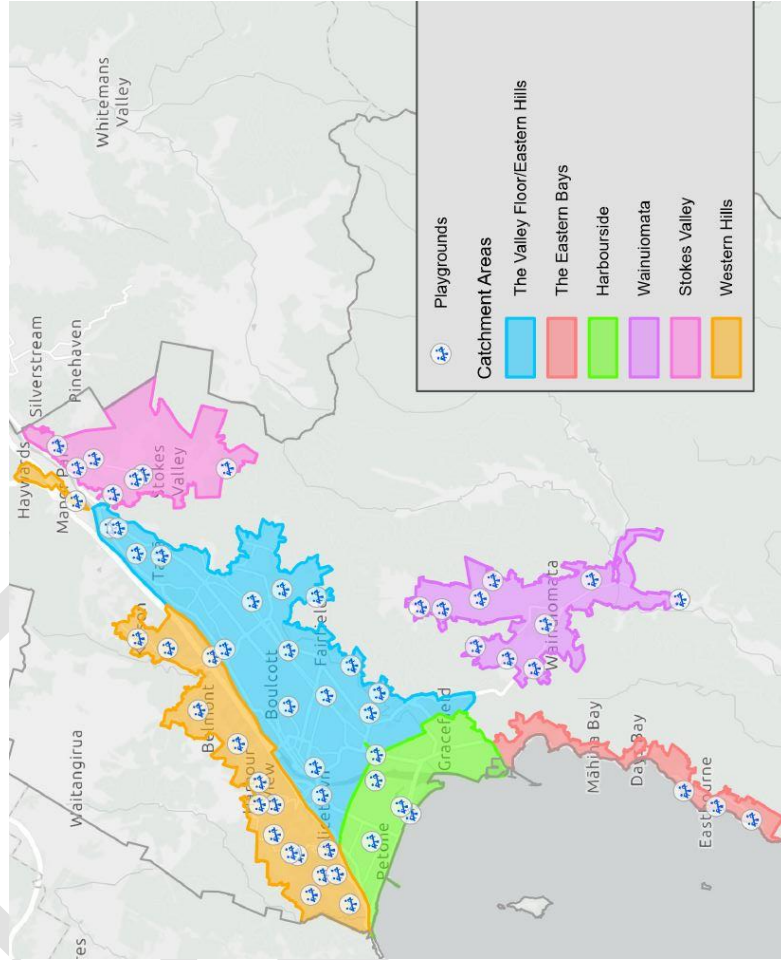 Whitemans
Valley
Silverstream
Pinehaven
Haywards
Stokes
Valley
Waitangirua
Belmont
Boulcott
Fairfield
Gracefield
Petone
Wainuiomata
Mahina Bay
Days Bay
Eastbourne
Playgrounds
Catchment Areas
The Valley Floor/Eastern Hills
The Eastern Bays
Harbourside
Wainuiomata
Stokes Valley
Western Hills